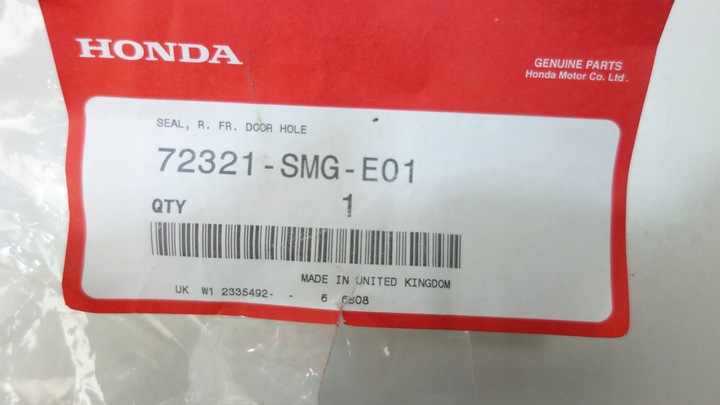 HONDA
GENUINE PARTS
Honda Motor Co. Ltd.
SEAL, R. FR. DOOR HOLE
72321-SMG-E01
QTY 1
MADE IN UNITED KINGDOM
UK W1 2335492- - 6 6808